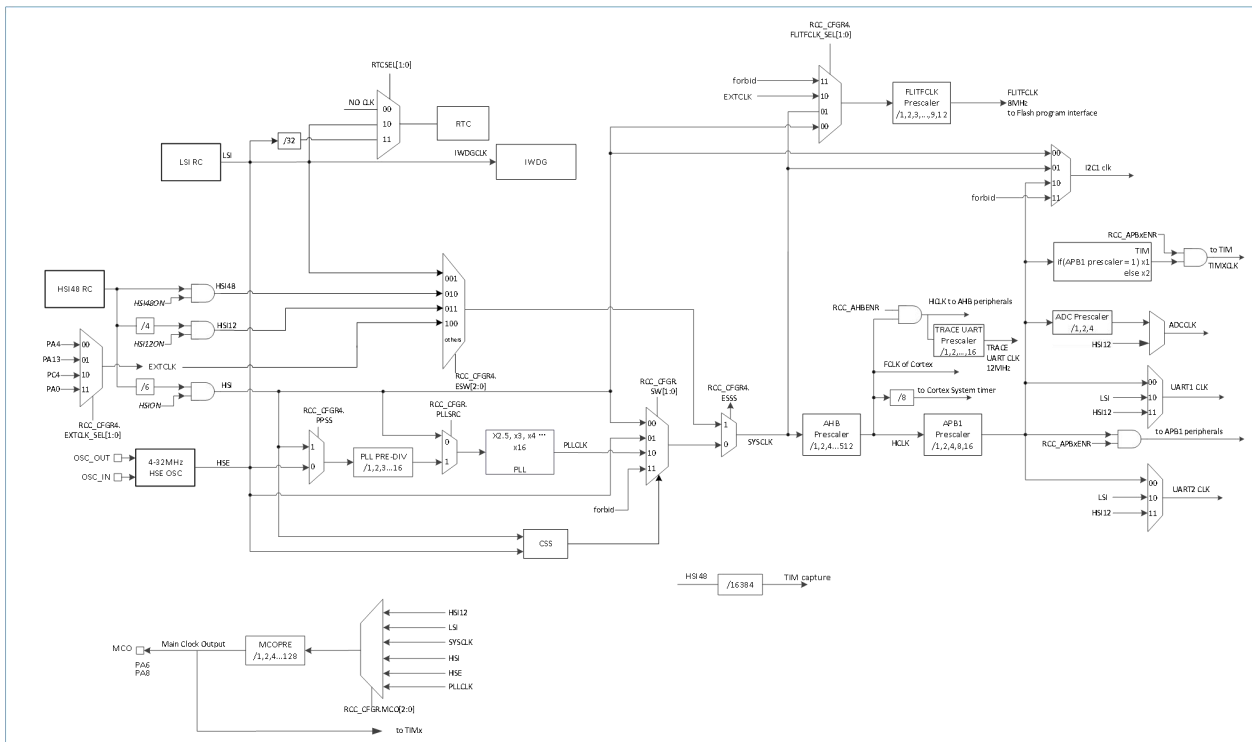 RCC_CFGR4.
FLITFCLK_SEL[1:0]
RTCSEL[1:0]
NO CLK
00
10
11
/32
RTC
LSI RC
LSI
IWDGCLK
IWDG
forbid
EXTCLK
11
10
01
00
FLITFCLK
Prescaler
/1,2,3,...,9,12
FLITFCLK
8MHz
to Flash program interface
00
01
10
11
forbid
I2C1 clk
RCC_APBxENR
TIM
if(APB1 prescaler = 1) x1
else x2
to TIM
TIMXCLK
HSI48 RC
HSI48ON
HSI48
/4
HSI12ON
HSI12
PA4
PA13
PC4
PA0
00
01
10
11
EXTCLK
/6
HSION
HSI
RCC_CFGR4.
EXTCLK_SEL[1:0]
001
010
011
100
others
RCC_CFGR4.
ESW[2:0]
RCC_AHBENR
HCLK to AHB peripherals
TRACE UART
Prescaler
/1,2,...,16
TRACE
UART CLK
12MHz
FCLK of Cortex
/8
to Cortex System timer
ADC Prescaler
/1,2,4
HSI12
ADCCLK
OSC_OUT
OSC_IN
4-32MHz
HSE OSC
HSE
RCC_CFGR4.
PPSS
1
0
PLL PRE-DIV
/1,2,3...16
RCC_CFGR.
PLLSRC
0
1
X2.5, x3, x4 ···
x16
PLL
PLLCLK
RCC_CFGR.
SW[1:0]
00
01
10
11
forbid
RCC_CFGR4.
ESSS
1
0
SYSCLK
AHB
Prescaler
/1,2,4...512
HCLK
APB1
Prescaler
/1,2,4,8,16
LSI
HSI12
00
10
11
UART1 CLK
RCC_APBxENR
to APB1 peripherals
LSI
HSI12
00
10
11
UART2 CLK
CSS
HSI48
/16384
TIM capture
MCO
PA6
PA8
Main Clock Output
MCOPRE
/1,2,4...128
HSI12
LSI
SYSCLK
HSI
HSE
PLLCLK
RCC_CFGR.MCO[2:0]
to TIMx